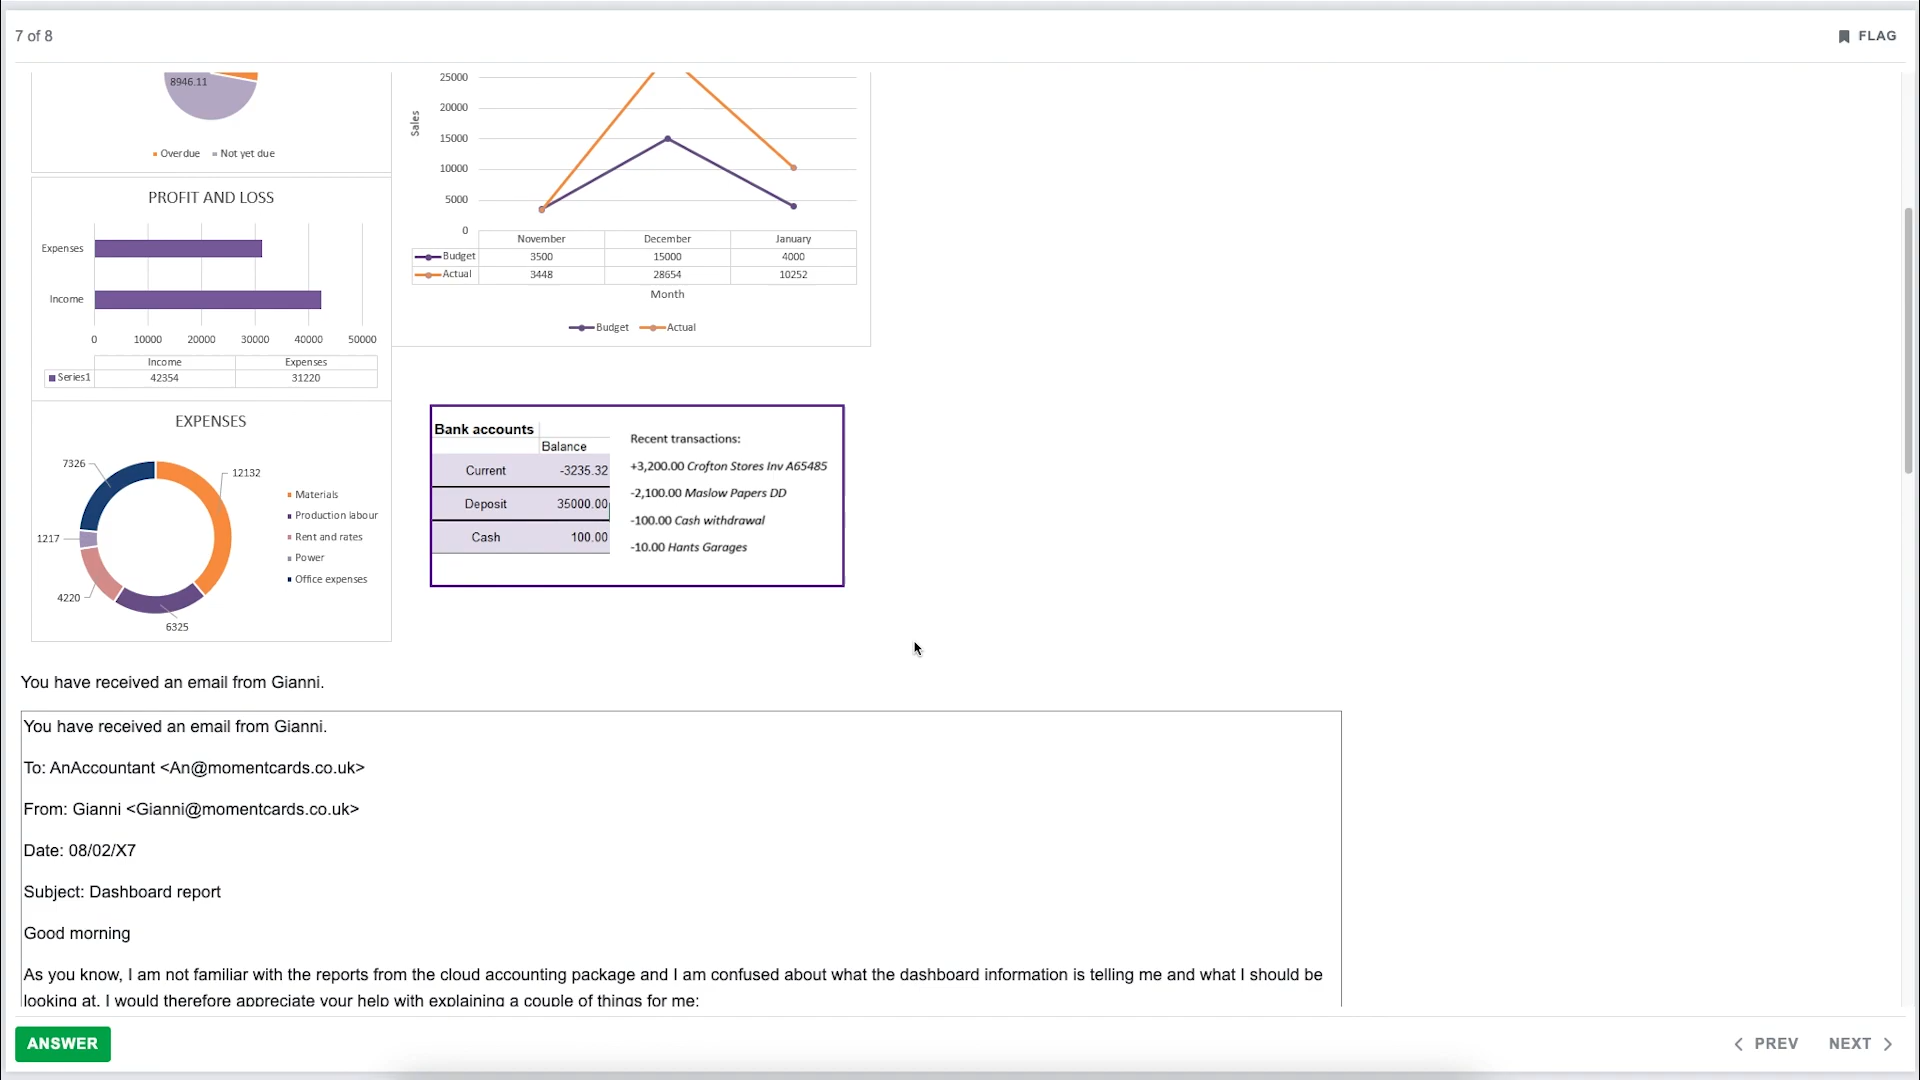 7 of 8
FLAG
8946.11
Overdue Not yet due
PROFIT AND LOSS
Expenses
Income
0 10000 20000 30000 40000 50000
Income Expenses
Series1 42354 31220
EXPENSES
7326
12132
1217
4220
6325
Materials
Production labour
Rent and rates
Power
Office expenses
Sales
25000
20000
15000
10000
5000
0
November December January
Budget 3500 15000 4000
Actual 3448 28654 10252
Month
Budget Actual
Bank accounts
Balance
Current -3235.32
Deposit 35000.00
Cash 100.00
Recent transactions:
+3,200.00 Crofton Stores Inv A65485
-2,100.00 Maslow Papers DD
-100.00 Cash withdrawal
-10.00 Hants Garages
You have received an email from Gianni.
You have received an email from Gianni.
To: AnAccountant <An@momentcards.co.uk>
From: Gianni <Gianni@momentcards.co.uk>
Date: 08/02/X7
Subject: Dashboard report
Good morning
As you know, I am not familiar with the reports from the cloud accounting package and I am confused about what the dashboard information is telling me and what I should be
looking at. I would therefore appreciate your help with explaining a couple of things for me:
ANSWER
PREV NEXT